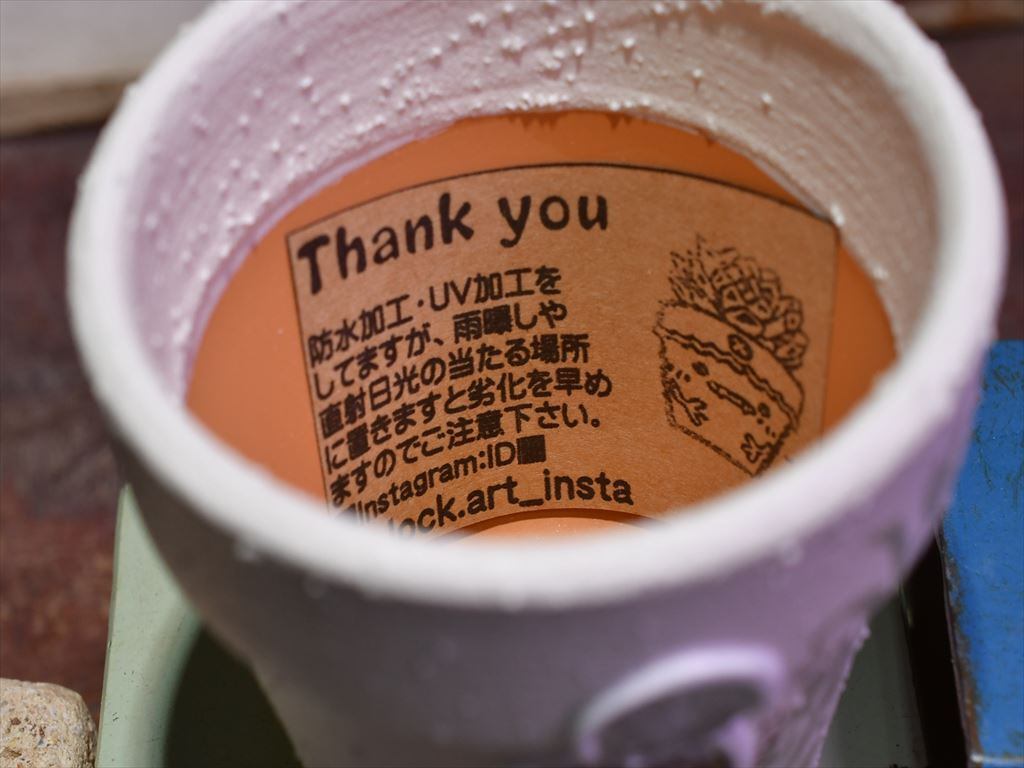 Thank you
防水加工・UV加工を
してますが、雨曝しや
直射日光の当たる場所
に置きますと劣化を早め
ますのでご注意下さい。
Instagram:ID
ock.art_insta